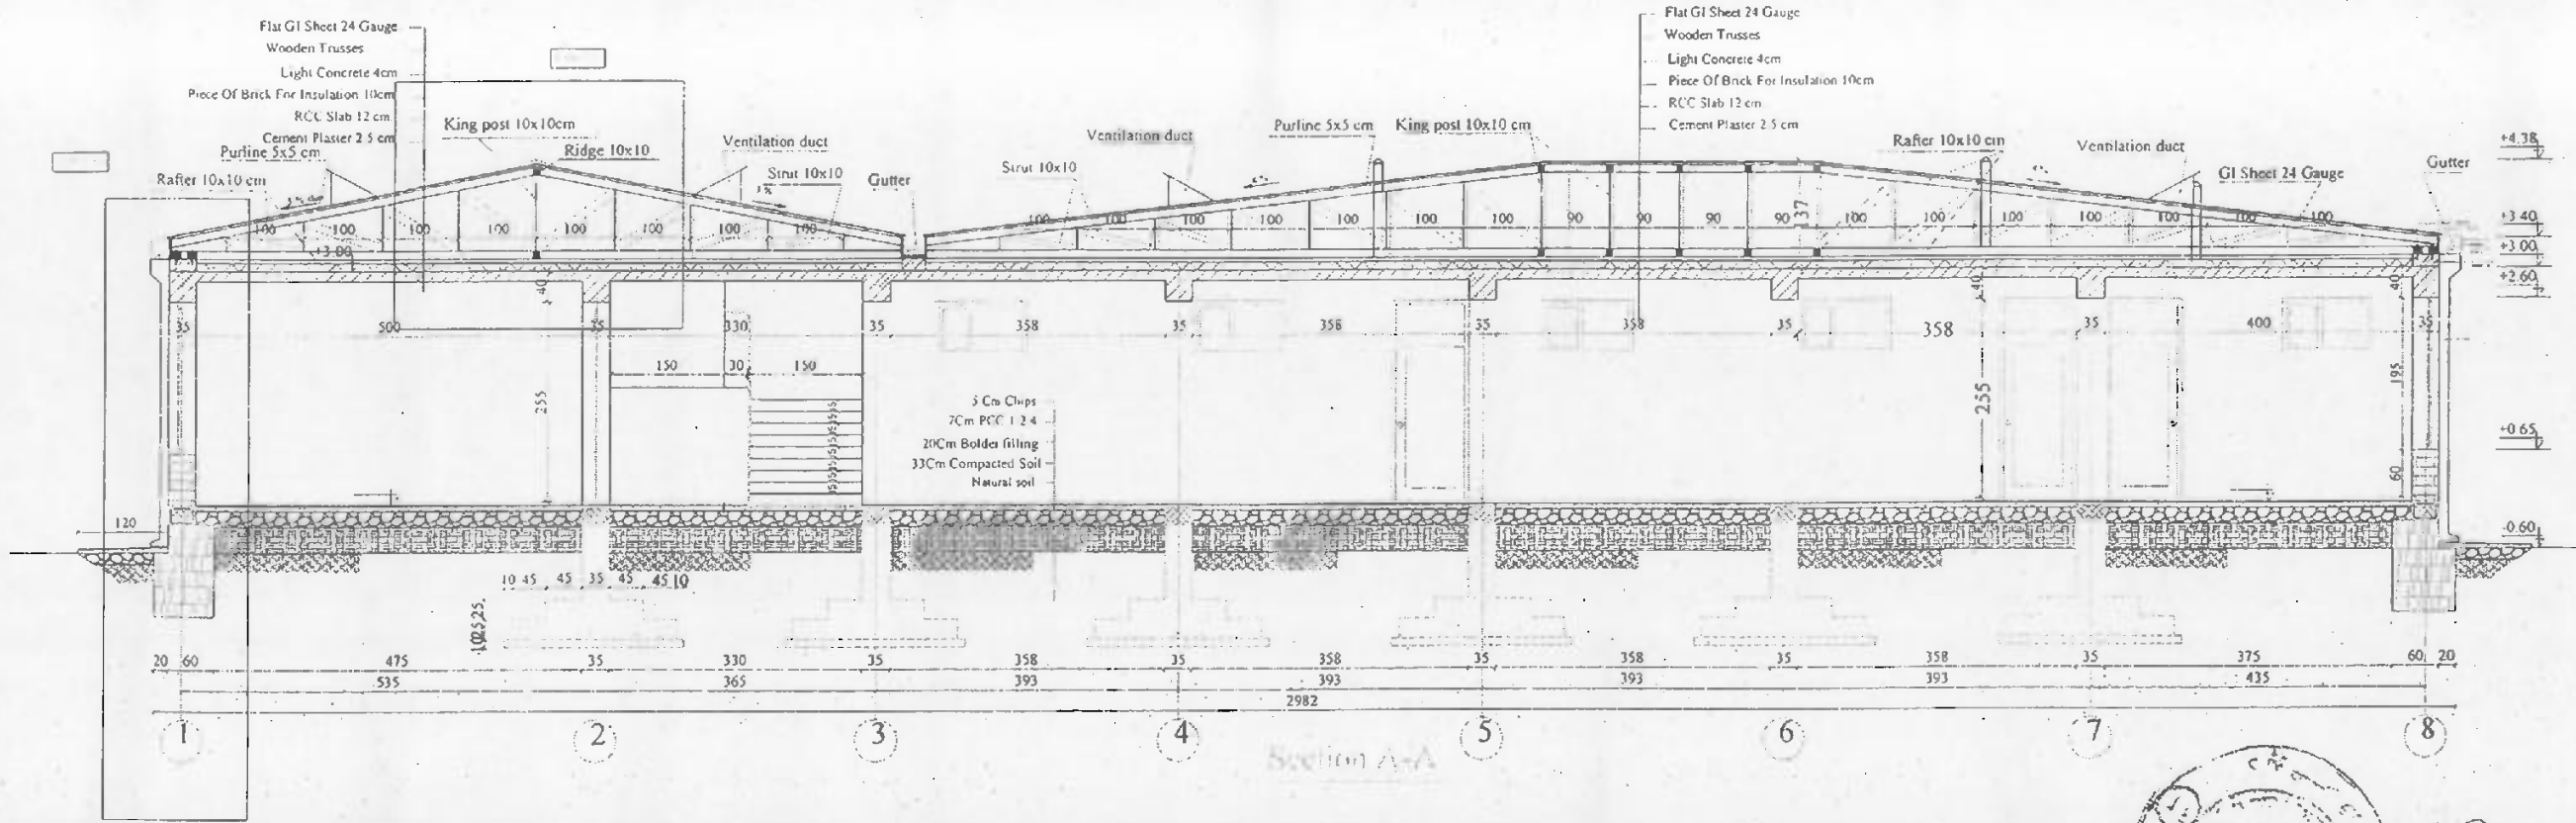 Flat GI Sheet 24 Gauge
Wooden Trusses
Light Concrete 4cm
Piece Of Brick For Insulation 10cm
RCC Slab 12 cm
Cement Plaster 2.5 cm
Purline 5x5 cm
Rafter 10x10 cm
King post 10x10cm
Ridge 10x10
Ventilation duct
Strut 10x10
Gutter
Strut 10x10
Ventilation duct
Purline 5x5 cm
King post 10x10 cm
Flat GI Sheet 24 Gauge
Wooden Trusses
Light Concrete 4cm
Piece Of Brick For Insulation 10cm
RCC Slab 12 cm
Cement Plaster 2.5 cm
Rafter 10x10 cm
Ventilation duct
GI Sheet 24 Gauge
Gutter
+4.38
+3.40
+3.00
+2.60
+0.65
-0.60
100 100 100 100 100 100 100 100
100 100 100 100 100 100 100 90 90 90 90 137 100 100 100 100 100 100 100
+3.00
40 40 40
35 500 35 330 35 358 35 358 35 358 35 358 35 400 35
150 30 150
255 255 195
60
5 Cm Chips
7Cm PCC 1:2:4
20Cm Bolder filling
33Cm Compacted Soil
Natural soil
120
10 45 45 35 45 45 10
10 25 25
20 60 475 35 330 35 358 35 358 35 358 35 358 35 375 60 20
535 365 393 393 393 393 435
2982
1 2 3 4 5 6 7 8
Section A-A